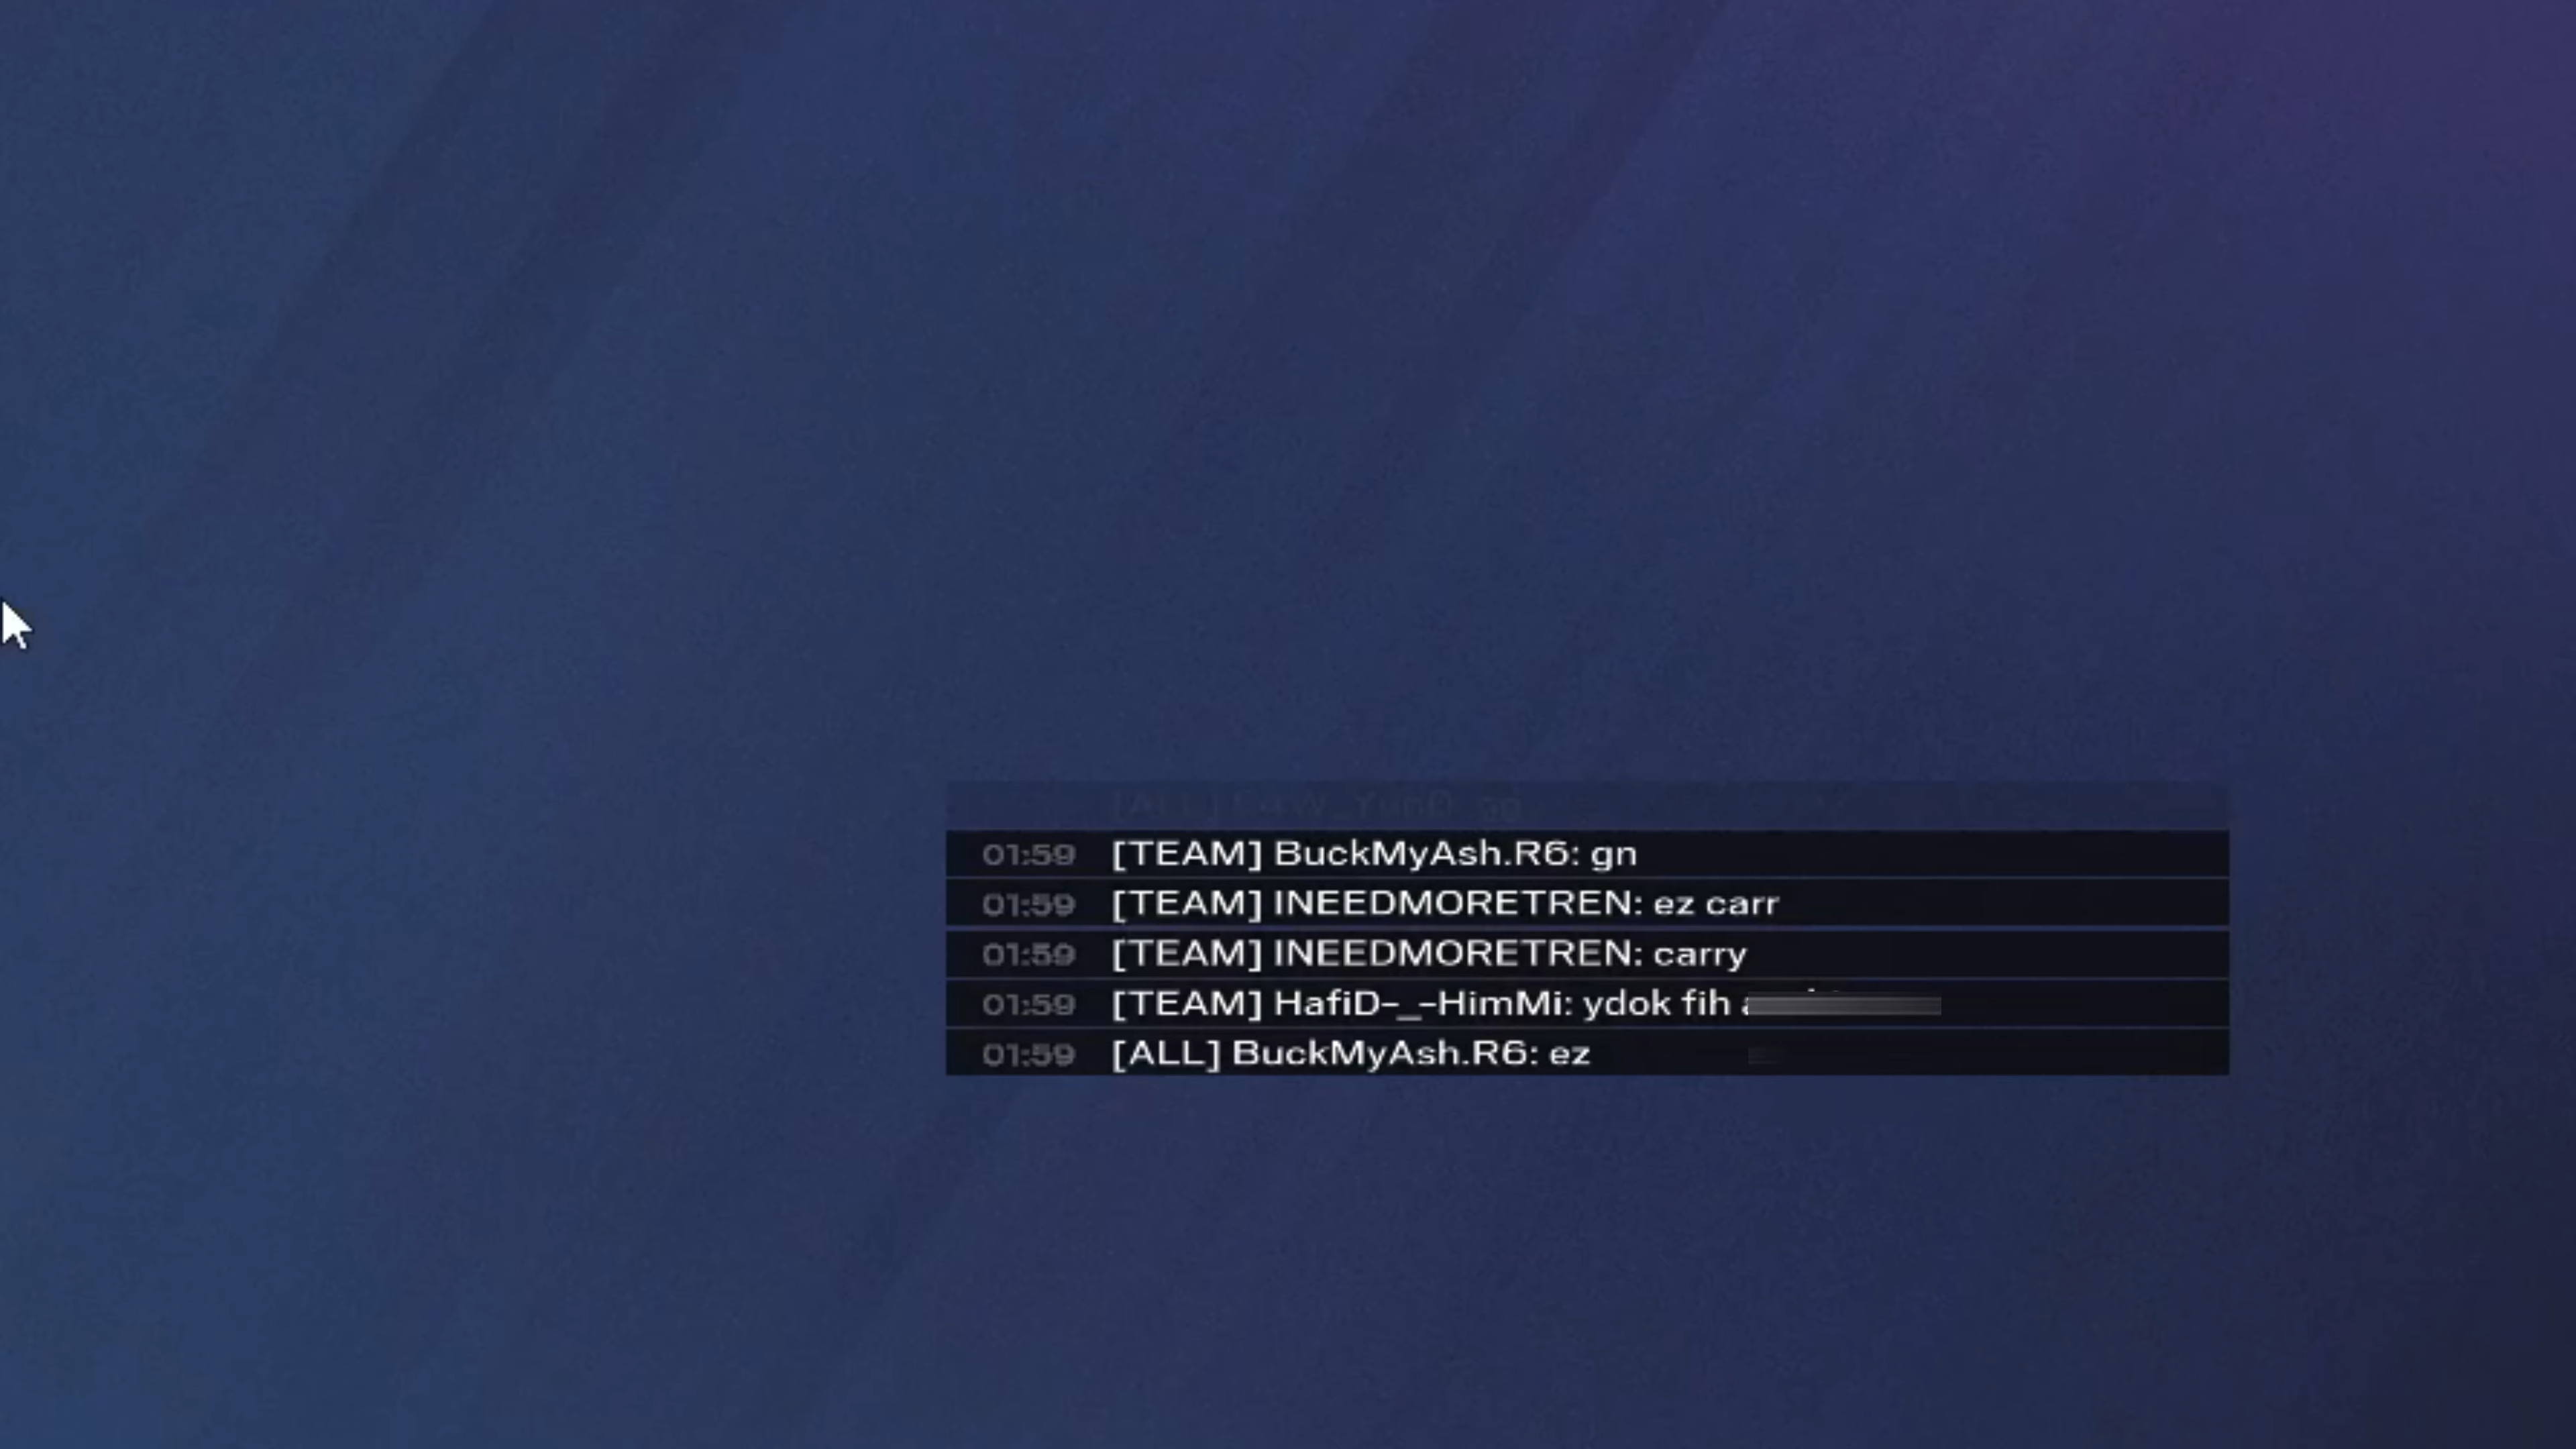 01:59 [TEAM] BuckMyAsh.R6: gn
01:59 [TEAM] INEEDMORETREN: ez carr
01:59 [TEAM] INEEDMORETREN: carry
01:59 [TEAM] HafiD-_-HimMi: ydok fih
01:59 [ALL] BuckMyAsh.R6: ez